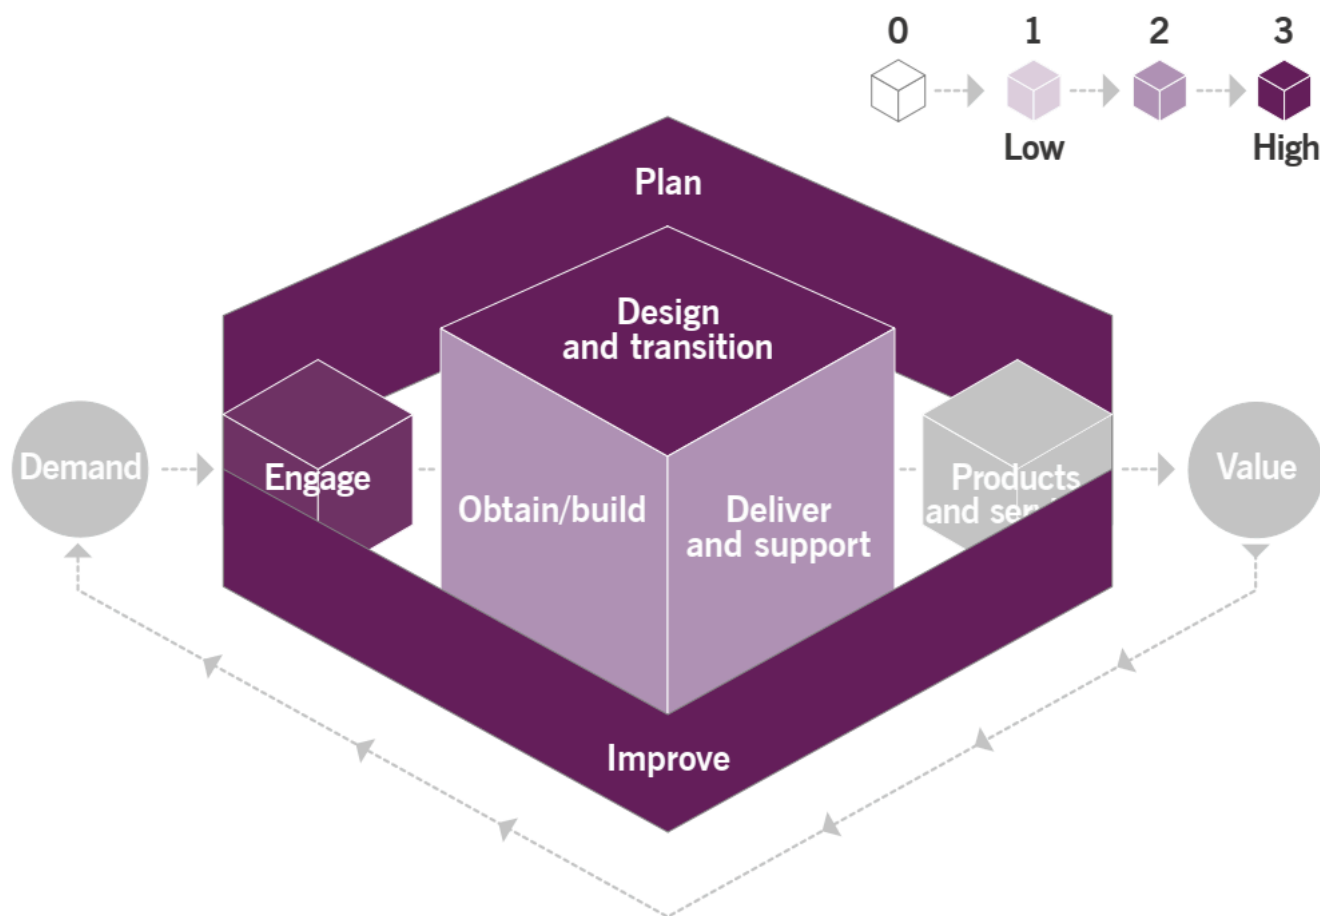 0 1 2 3
Low High
Plan
Design
and transition
Demand
Engage
Obtain/build
Deliver
and support
Products
and
Value
Improve